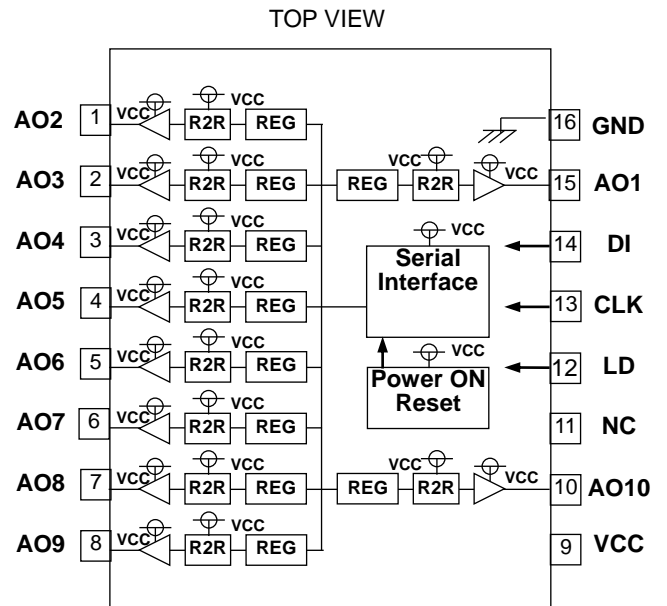 TOP VIEW
AO2 1 VCC R2R VCC REG 16 GND
AO3 2 VCC R2R VCC REG REG VCC R2R VCC 15 AO1
AO4 3 VCC R2R VCC REG VCC 14 DI
Serial
Interface
AO5 4 VCC R2R VCC REG 13 CLK
AO6 5 VCC R2R VCC REG VCC 12 LD
Power ON
Reset
AO7 6 VCC R2R VCC REG 11 NC
AO8 7 VCC R2R VCC REG REG VCC R2R VCC 10 AO10
AO9 8 VCC R2R VCC REG 9 VCC